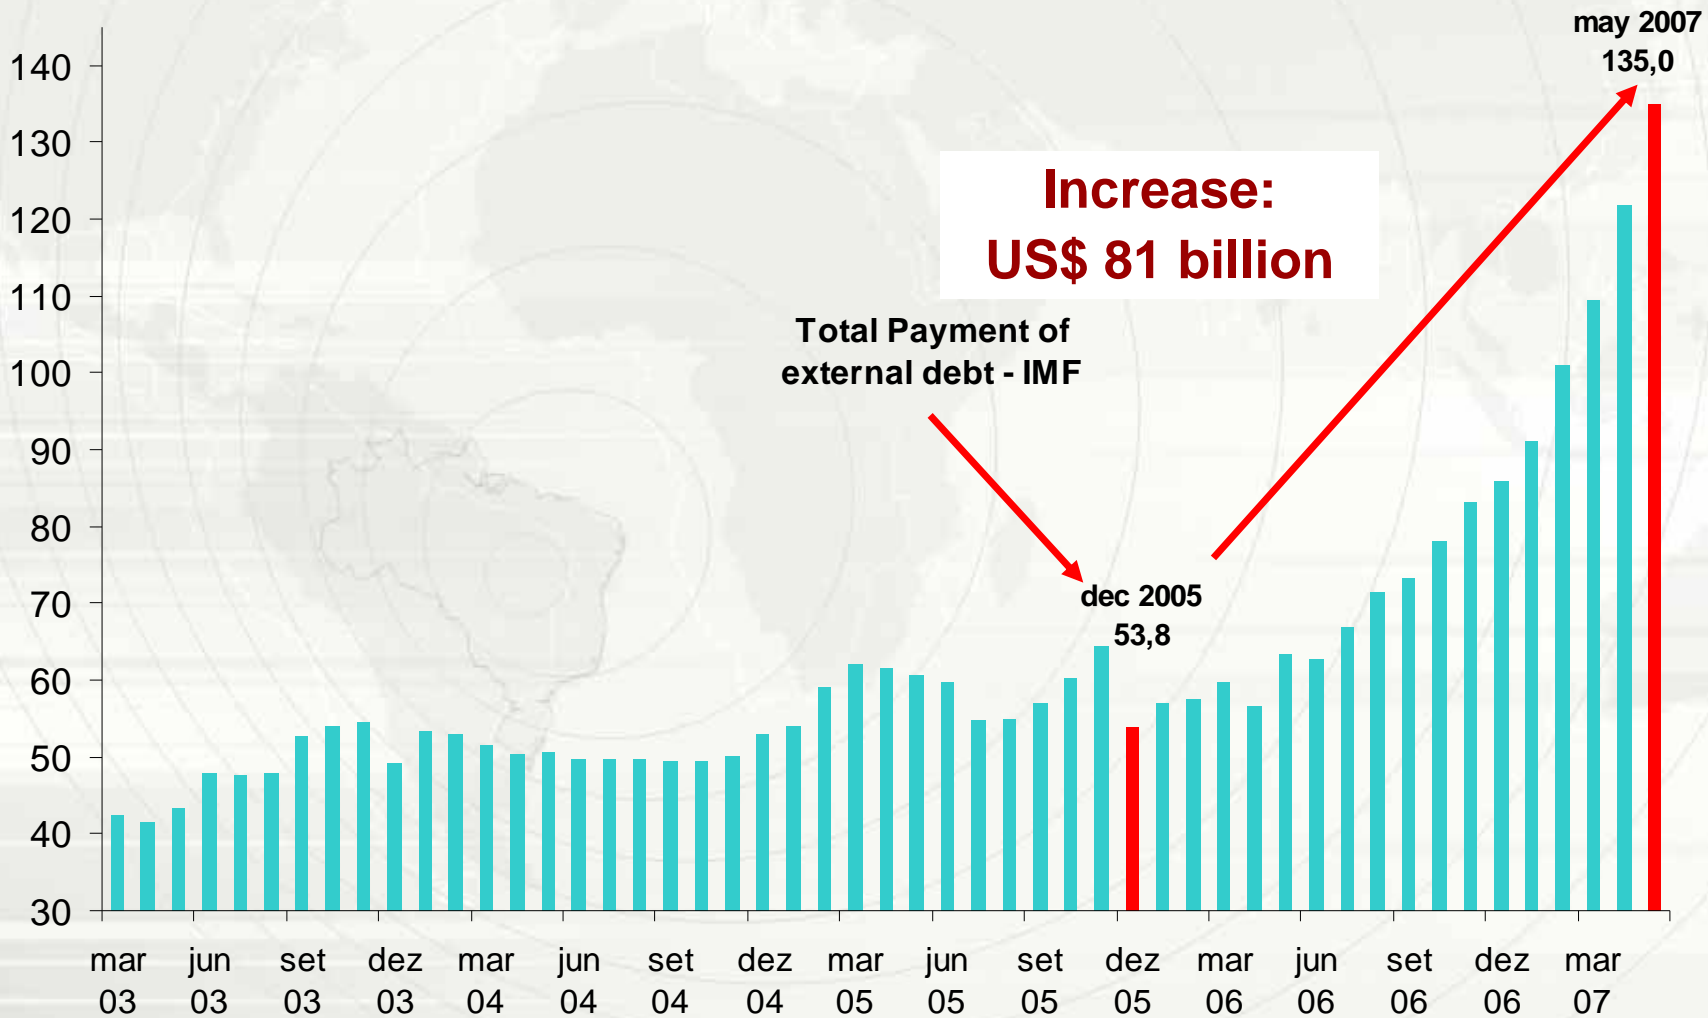 may 2007
135,0
140
130
120
110
100
90
80
70
60
50
40
30
Increase:
US$ 81 billion
Total Payment of
external debt - IMF
dec 2005
53,8
mar jun set dez mar jun set dez mar jun set dez mar jun set dez mar
03 03 03 03 04 04 04 04 05 05 05 05 06 06 06 06 07